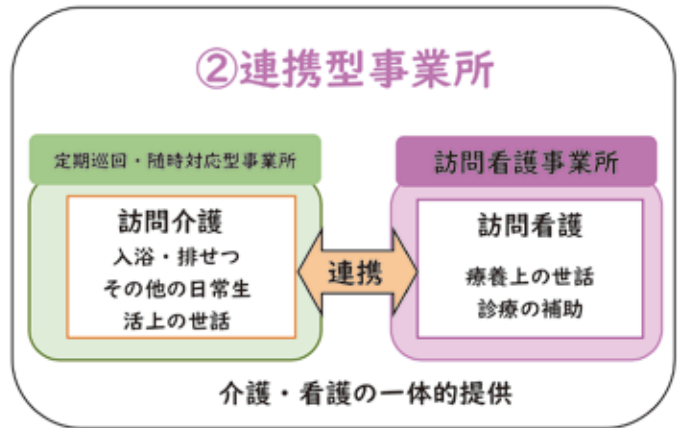 ②連携型事業所
定期巡回・随時対応型事業所
訪問介護
入浴・排せつ
その他の日常生
活上の世話
連携
訪問看護事業所
訪問看護
療養上の世話
診療の補助
介護・看護の一体的提供